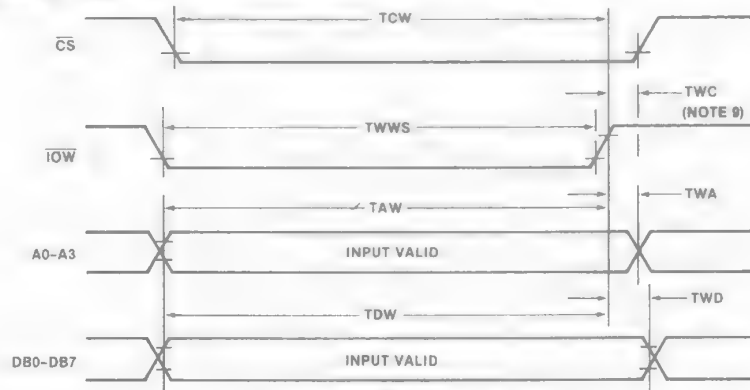 TCW
CS
TWC
(NOTE 9)
TWWS
IOW
TWA
TAW
A0-A3
INPUT VALID
TWD
TDW
DB0-DB7
INPUT VALID